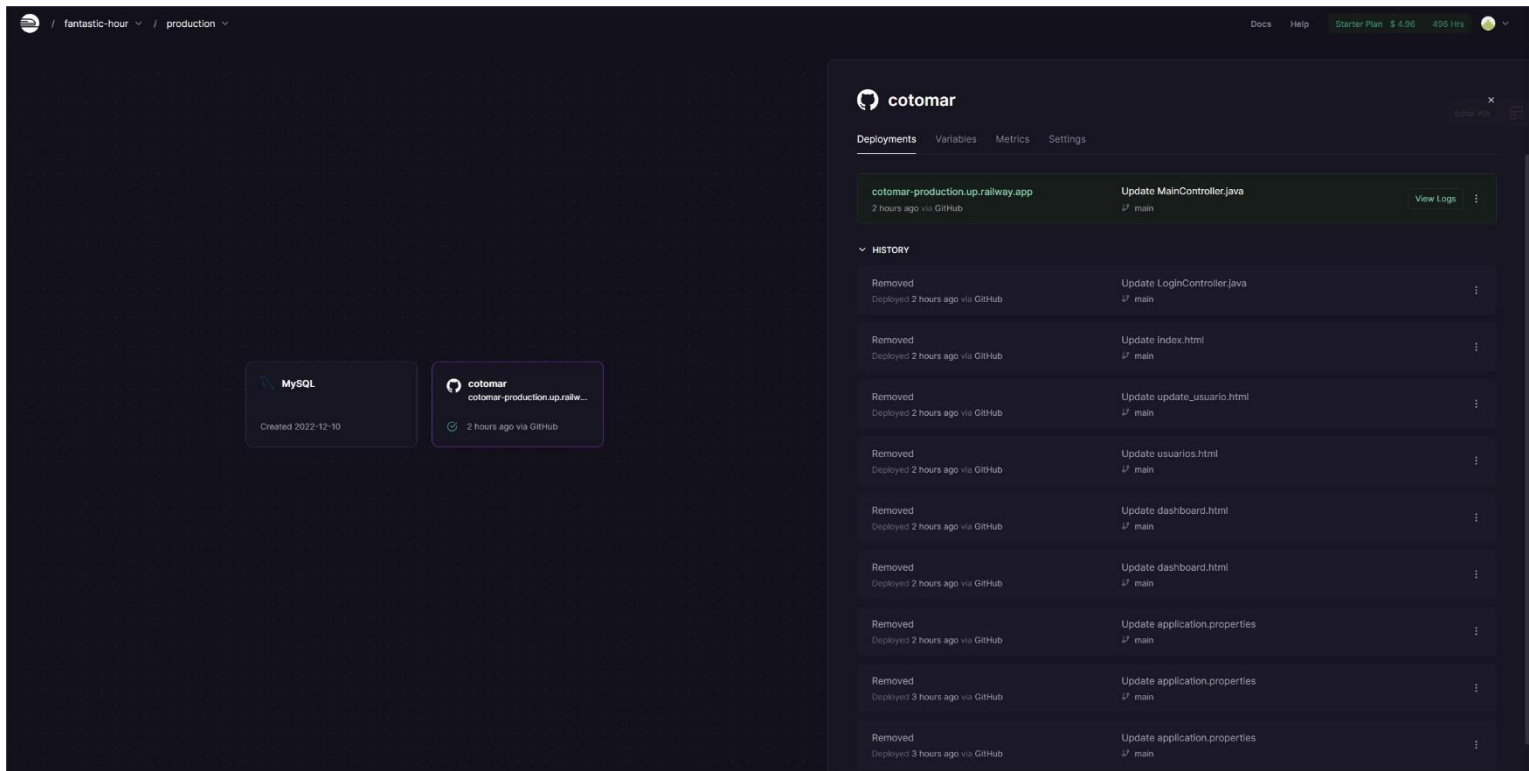 / fantastic-hour / production
Docs Help Starter Plan $ 4.96 496 Hrs
cotomar
Editar PDF
Deployments Variables Metrics Settings
cotomar-production.up.railway.app Update MainController.java View Logs
2 hours ago via GitHub main
HISTORY
Removed Update LoginController.java
Deployed 2 hours ago via GitHub main
Removed Update index.html
Deployed 2 hours ago via GitHub main
Removed Update update_usuario.html
Deployed 2 hours ago via GitHub main
Removed Update usuarios.html
Deployed 2 hours ago via GitHub main
Removed Update dashboard.html
Deployed 2 hours ago via GitHub main
Removed Update dashboard.html
Deployed 2 hours ago via GitHub main
Removed Update application.properties
Deployed 2 hours ago via GitHub main
Removed Update application.properties
Deployed 3 hours ago via GitHub main
Removed Update application.properties
Deployed 3 hours ago via GitHub main
MySQL
Created 2022-12-10
cotomar
cotomar-production.up.railw...
2 hours ago via GitHub